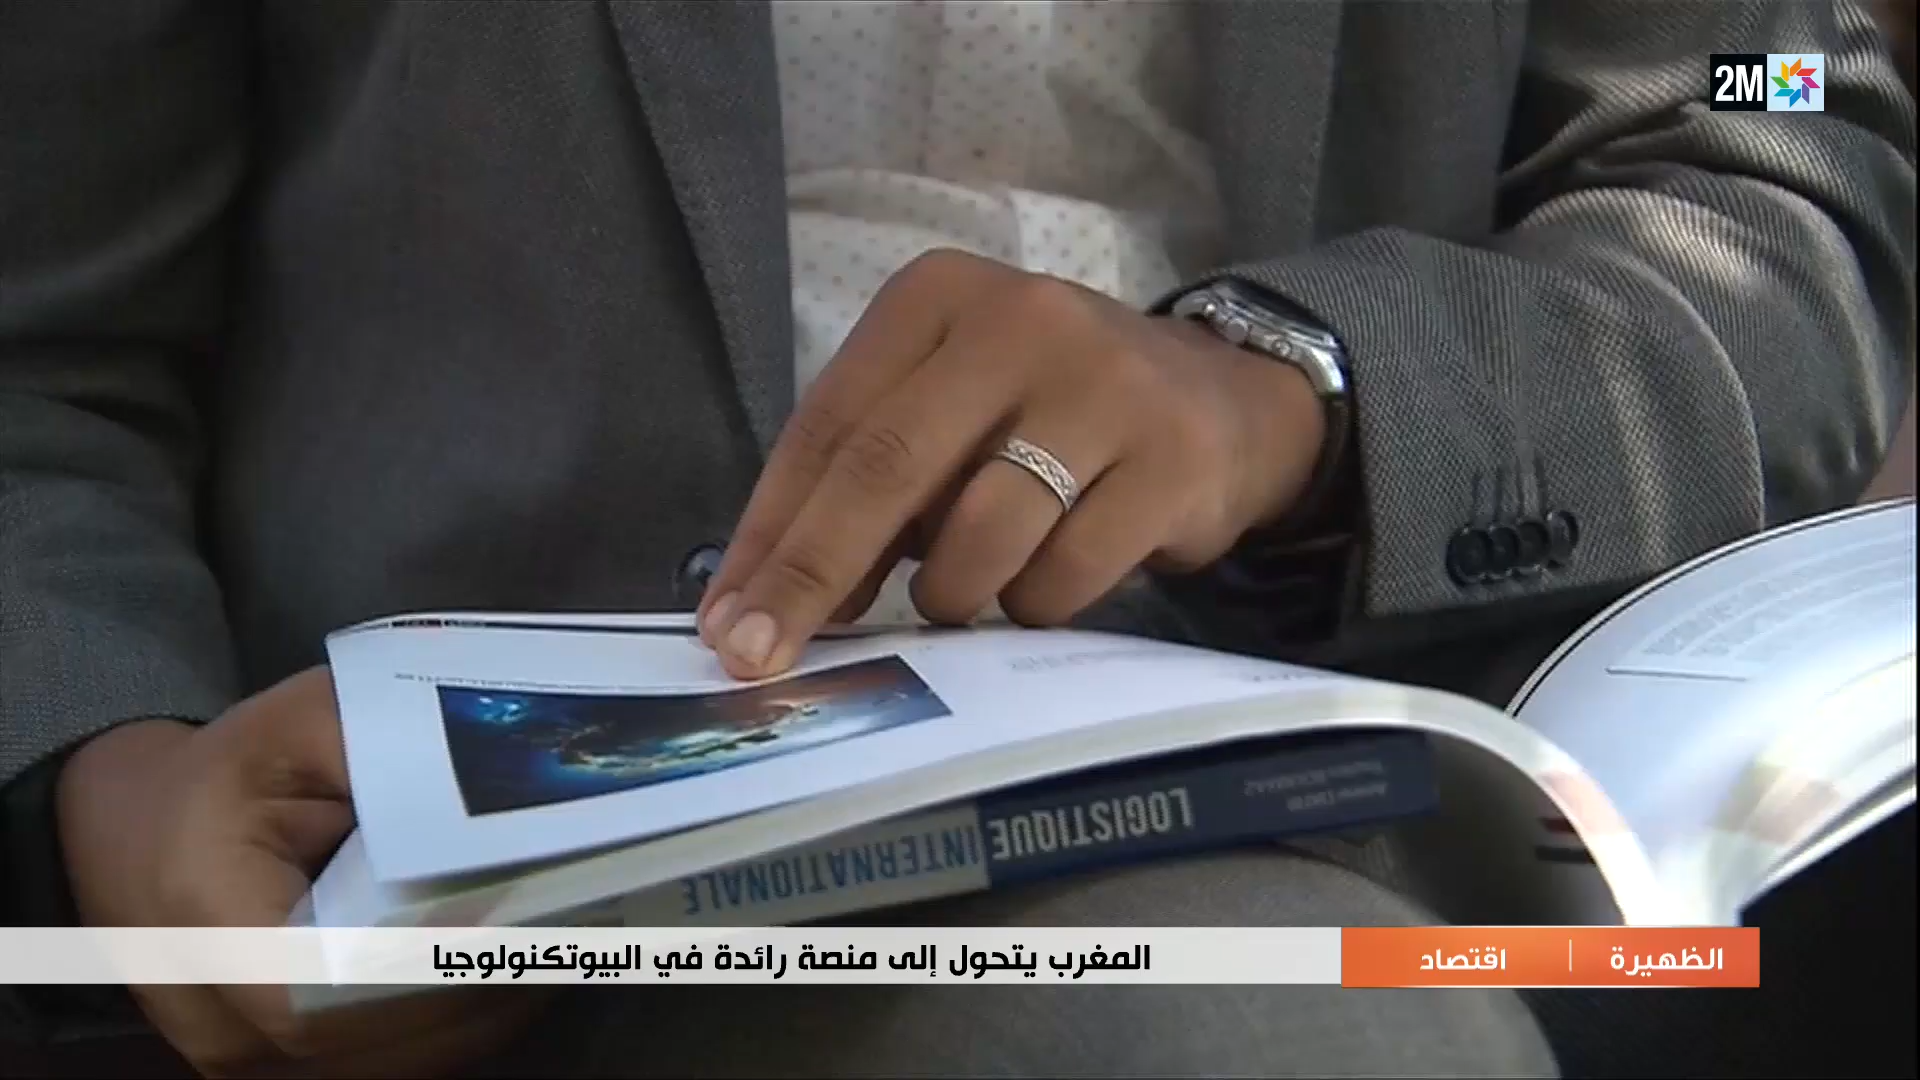 2M
LOGISTIQUE INTERNATIONALE
الظهيرة | اقتصاد
المغرب يتحول إلى منصة رائدة في البيوتكنولوجيا